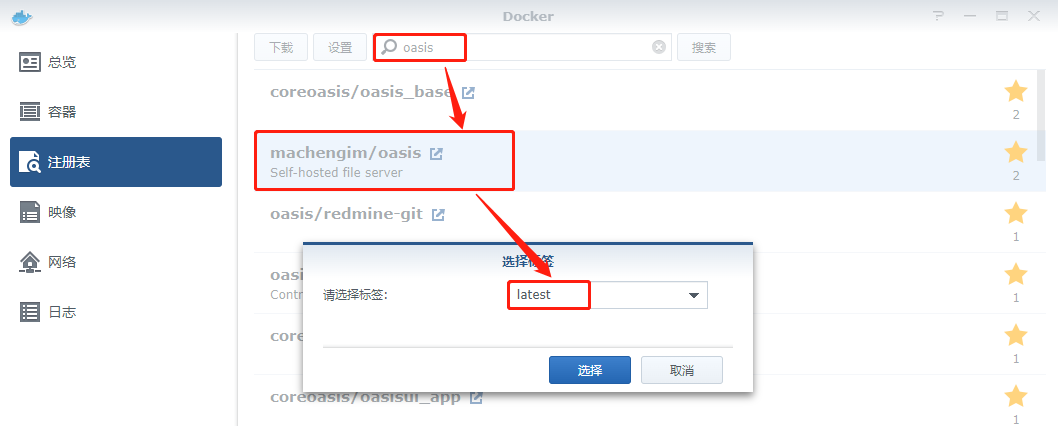 Docker
总览
容器
注册表
映像
网络
日志
下载 设置 oasis 搜索
coreoasis/oasis_base
2
machengim/oasis
Self-hosted file server
2
oasis/redmine-git
1
oasi
Contr
1
coreo
1
coreoasis/oasisui_app
1
选择标签
请选择标签:
latest
选择 取消